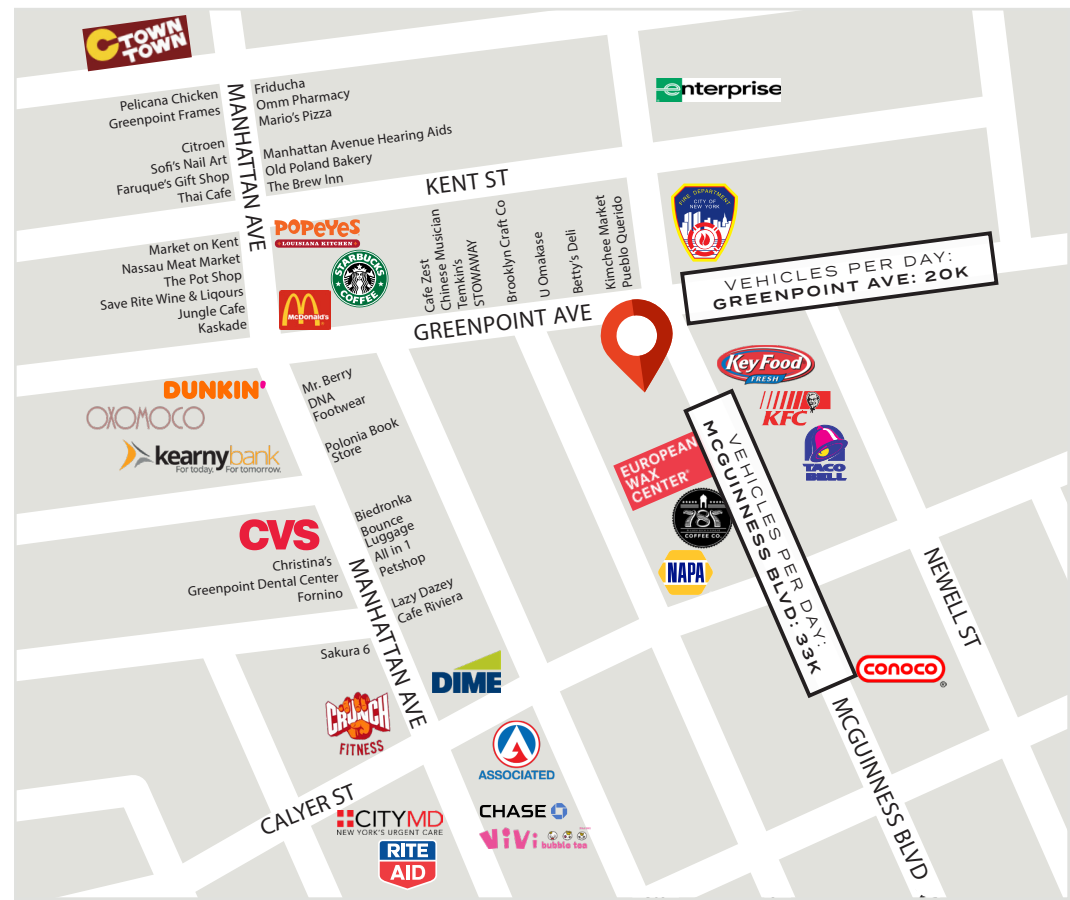 CTOWN
TOWN
enterprise
MANHATTAN AVE
Pelicana Chicken
Greenpoint Frames
Citroen
Sofi's Nail Art
Faruque's Gift Shop
Thai Cafe
Friducha
Omm Pharmacy
Mario's Pizza
Manhattan Avenue Hearing Aids
Old Poland Bakery
The Brew Inn
KENT ST
Market on Kent
Nassau Meat Market
The Pot Shop
Save Rite Wine & Liqours
Jungle Cafe
Kaskade
POPEYES
LOUISIANA KITCHEN
STARBUCKS
COFFEE
McDonald's
Cafe Zest
Chinese Musician
Temkin's
STOWAWAY
Brooklyn Craft Co
U Omakase
Betty's Deli
Kimchee Market
Pueblo Querido
FIRE DEPARTMENT
CITY OF
NEW YORK
VEHICLES PER DAY:
GREENPOINT AVE: 20K
GREENPOINT AVE
DUNKIN'
OXOMOCO
kearnybank
For today. For tomorrow.
Mr. Berry
DNA
Footwear
Polonia Book
Store
Key Food
FRESH
KFC
TACO
BELL
EUROPEAN
WAX
CENTER
787
COFFEE CO.
NAPA
VEHICLES PER DAY:
MCGUINNESS BLVD: 33K
CVS
Christina's
Greenpoint Dental Center
Fornino
Biedronka
Bounce
Luggage
All in 1
Petshop
Lazy Dazey
Cafe Riviera
MANHATTAN AVE
NEWELL ST
Sakura 6
DIME
CRUNCH
FITNESS
conoco
®
MCGUINNESS BLVD
ASSOCIATED
CALYER ST
CITYMD
NEW YORK'S URGENT CARE
RITE
AID
CHASE
ViVi
bubble tea